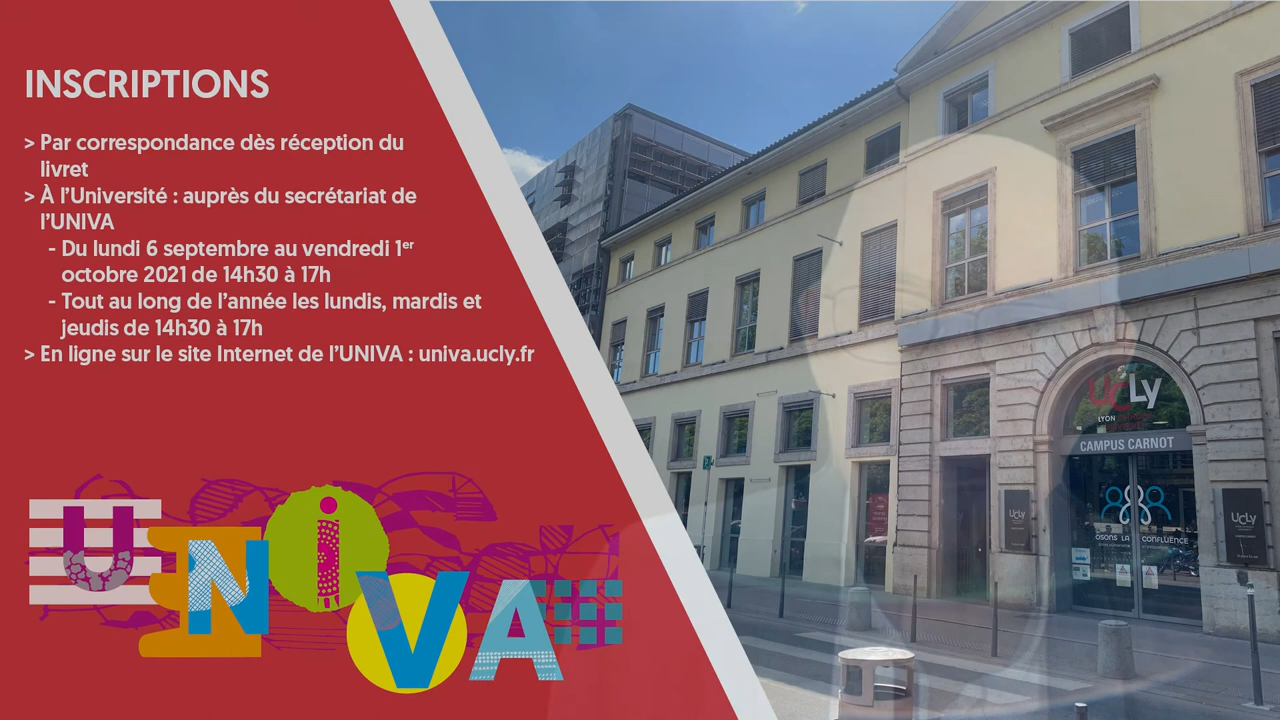 INSCRIPTIONS
> Par correspondance dès réception du
livret
> À l’Université : auprès du secrétariat de
l’UNIVA
- Du lundi 6 septembre au vendredi 1er
octobre 2021 de 14h30 à 17h
- Tout au long de l’année les lundis, mardis et
jeudis de 14h30 à 17h
> En ligne sur le site Internet de l’UNIVA : univa.ucly.fr
UNiVA
UCLy
LYON
CAMPUS CARNOT
OSONS LA CONFLUENCE
UCLy
UCLy